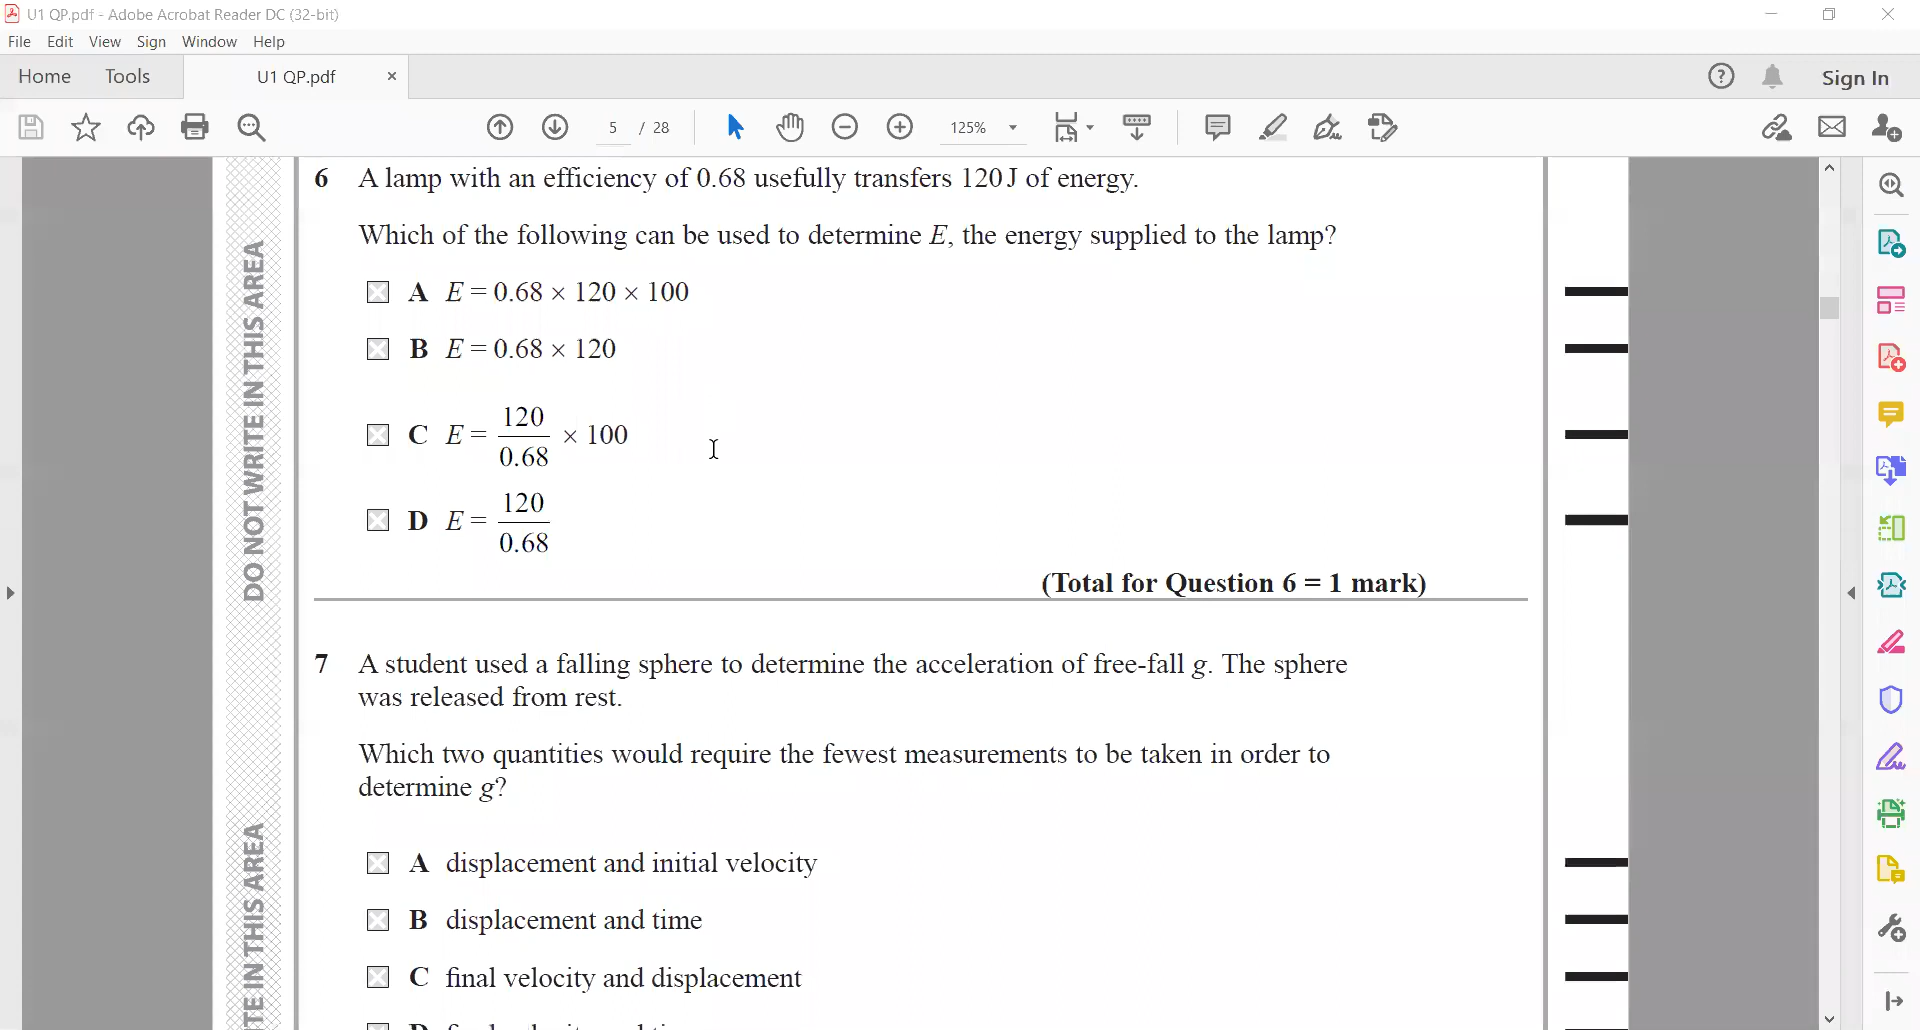 U1 QP.pdf - Adobe Acrobat Reader DC (32-bit)
File Edit View Sign Window Help
Home Tools U1 QP.pdf × Sign In
5 / 28 125%
6 A lamp with an efficiency of 0.68 usefully transfers 120 J of energy.
Which of the following can be used to determine E, the energy supplied to the lamp?
A E = 0.68 × 120 × 100
B E = 0.68 × 120
C E = 120/0.68 × 100
D E = 120/0.68
(Total for Question 6 = 1 mark)
7 A student used a falling sphere to determine the acceleration of free-fall g. The sphere
was released from rest.
Which two quantities would require the fewest measurements to be taken in order to
determine g?
A displacement and initial velocity
B displacement and time
C final velocity and displacement
D
DO NOT WRITE IN THIS AREA
TE IN THIS AREA